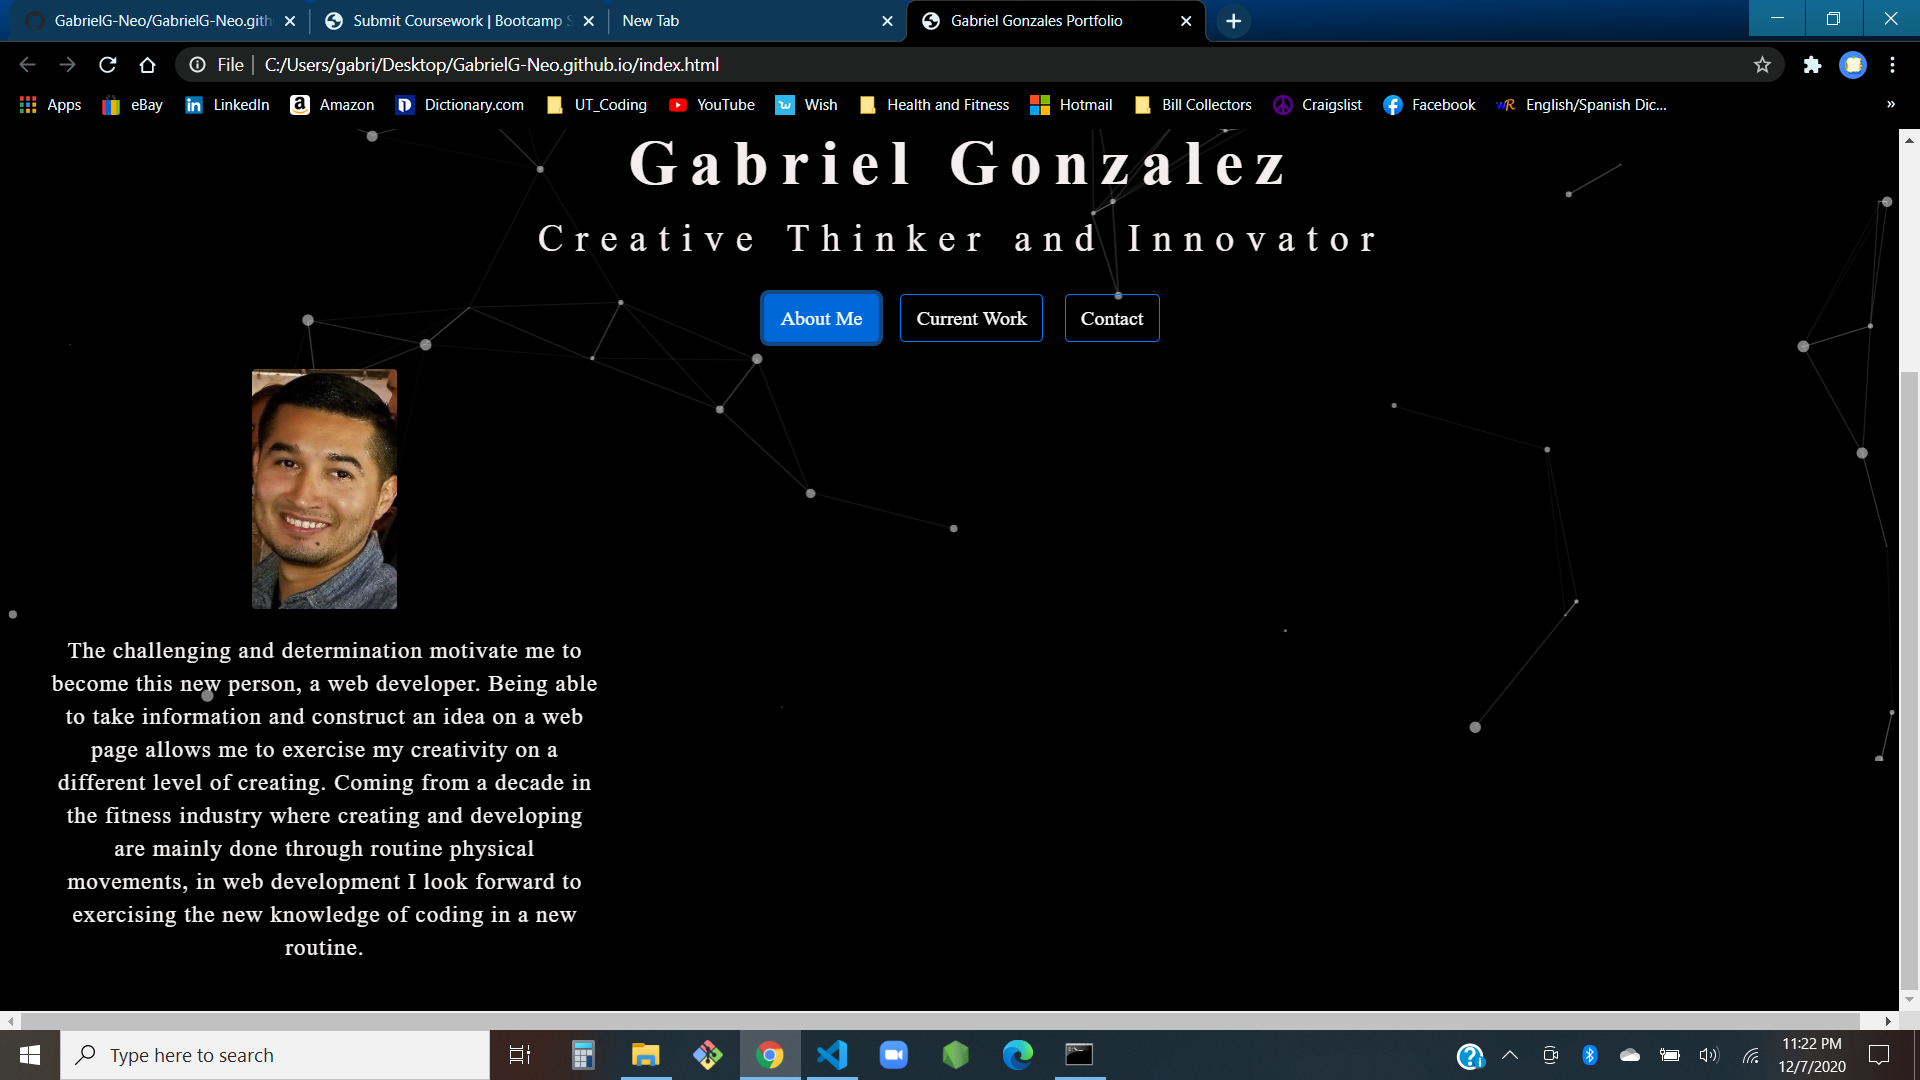 GabrielG-Neo/GabrielG-Neo.gith
Submit Coursework | Bootcamp S
New Tab
Gabriel Gonzales Portfolio
File | C:/Users/gabri/Desktop/GabrielG-Neo.github.io/index.html
Apps eBay LinkedIn Amazon Dictionary.com UT_Coding YouTube Wish Health and Fitness Hotmail Bill Collectors Craigslist Facebook English/Spanish Dic... »
Gabriel Gonzalez
Creative Thinker and Innovator
About Me Current Work Contact
The challenging and determination motivate me to
become this new person, a web developer. Being able
to take information and construct an idea on a web
page allows me to exercise my creativity on a
different level of creating. Coming from a decade in
the fitness industry where creating and developing
are mainly done through routine physical
movements, in web development I look forward to
exercising the new knowledge of coding in a new
routine.
Type here to search
11:22 PM
12/7/2020